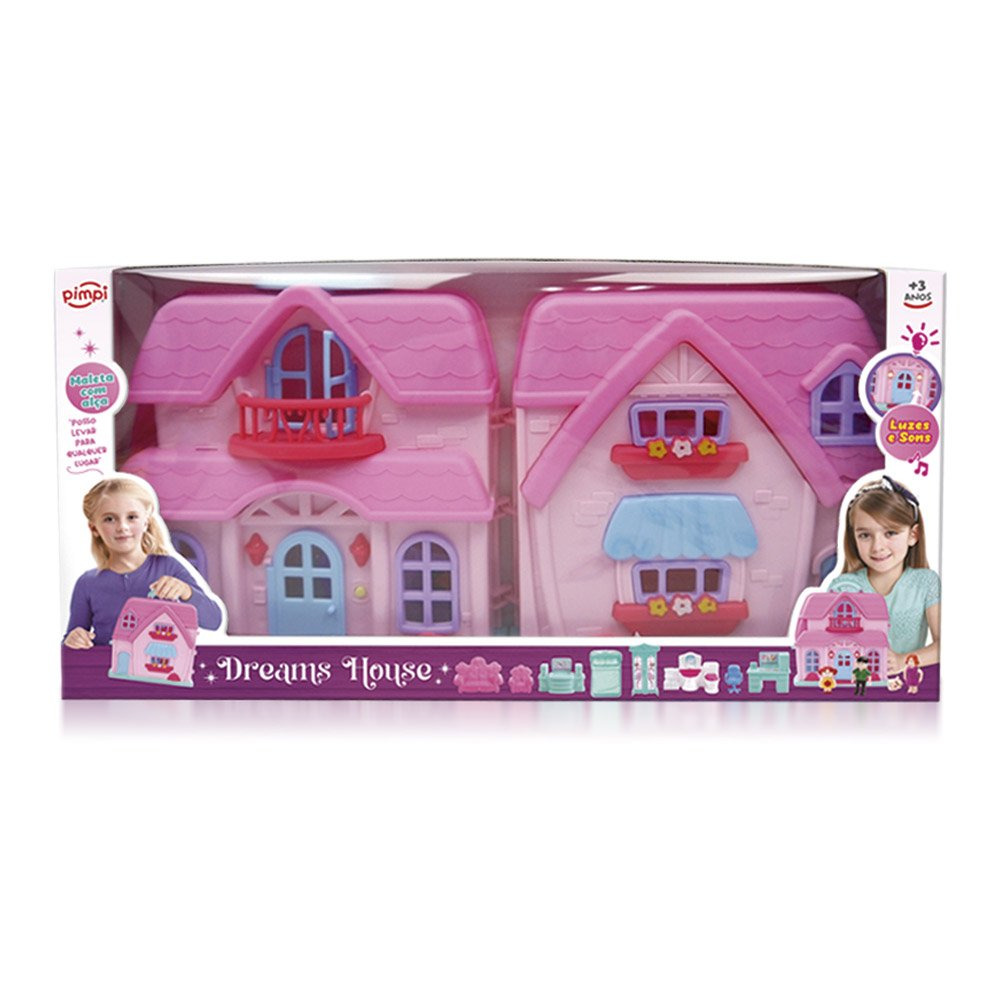 pimpi
Maleta
com
alça
"POSSO
LEVAR
PARA
QUALQUER
LUGAR"
+3
ANOS
Luzes
e Sons
Dreams House